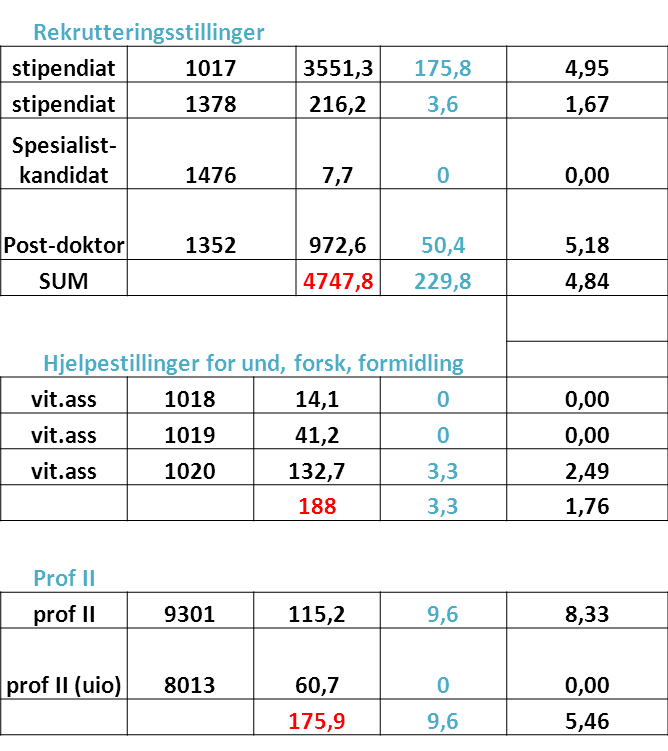 Rekrutteringsstillinger
stipendiat 1017 3551,3 175,8 4,95
stipendiat 1378 216,2 3,6 1,67
Spesialist-
kandidat 1476 7,7 0 0,00
Post-doktor 1352 972,6 50,4 5,18
SUM 4747,8 229,8 4,84
Hjelpestillinger for und, forsk, formidling
vit.ass 1018 14,1 0 0,00
vit.ass 1019 41,2 0 0,00
vit.ass 1020 132,7 3,3 2,49
188 3,3 1,76
Prof II
prof II 9301 115,2 9,6 8,33
prof II (uio) 8013 60,7 0 0,00
175,9 9,6 5,46